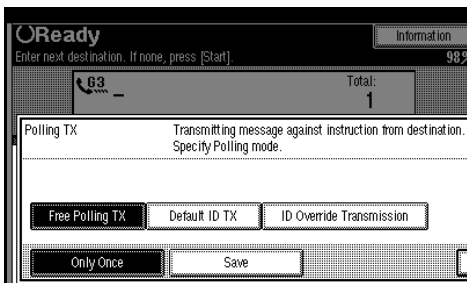 Ready
Information
Enter next destination. If none, press [Start].
98%
G3
Total:
1
Polling TX
Transmitting message against instruction from destination.
Specify Polling mode.
Free Polling TX
Default ID TX
ID Override Transmission
Only Once
Save